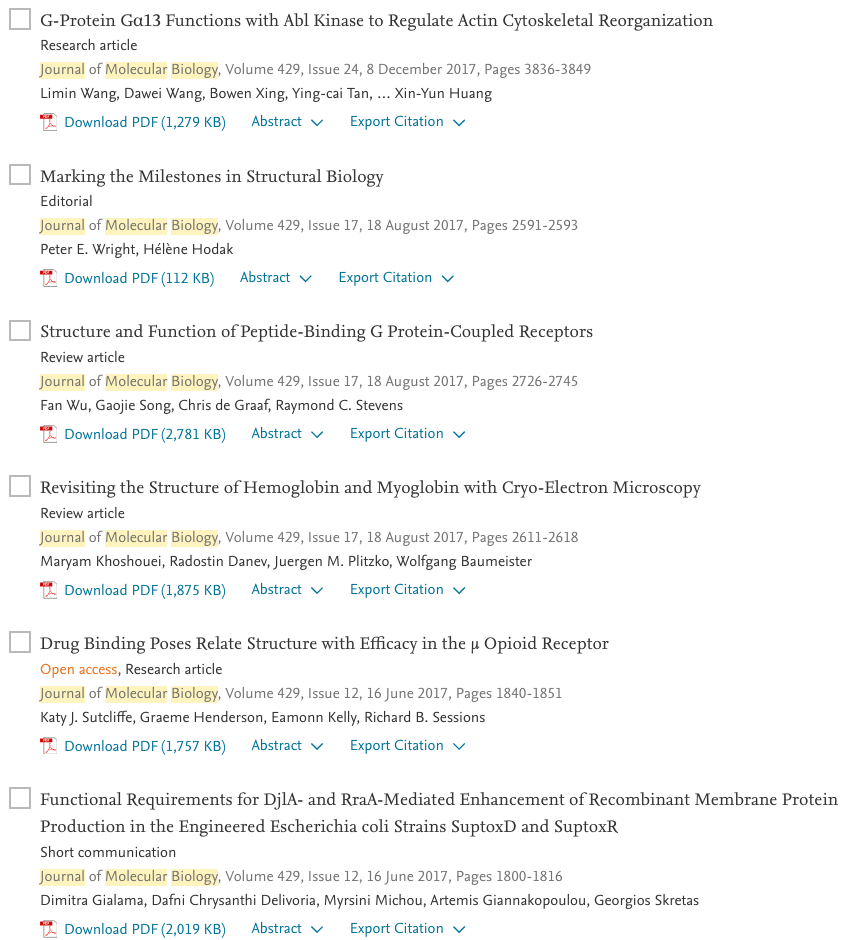 G-Protein Gα13 Functions with Abl Kinase to Regulate Actin Cytoskeletal Reorganization
Research article
Journal of Molecular Biology, Volume 429, Issue 24, 8 December 2017, Pages 3836-3849
Limin Wang, Dawei Wang, Bowen Xing, Ying-cai Tan, … Xin-Yun Huang
Download PDF (1,279 KB) Abstract Export Citation
Marking the Milestones in Structural Biology
Editorial
Journal of Molecular Biology, Volume 429, Issue 17, 18 August 2017, Pages 2591-2593
Peter E. Wright, Hélène Hodak
Download PDF (112 KB) Abstract Export Citation
Structure and Function of Peptide-Binding G Protein-Coupled Receptors
Review article
Journal of Molecular Biology, Volume 429, Issue 17, 18 August 2017, Pages 2726-2745
Fan Wu, Gaojie Song, Chris de Graaf, Raymond C. Stevens
Download PDF (2,781 KB) Abstract Export Citation
Revisiting the Structure of Hemoglobin and Myoglobin with Cryo-Electron Microscopy
Review article
Journal of Molecular Biology, Volume 429, Issue 17, 18 August 2017, Pages 2611-2618
Maryam Khoshouei, Radostin Danev, Juergen M. Plitzko, Wolfgang Baumeister
Download PDF (1,875 KB) Abstract Export Citation
Drug Binding Poses Relate Structure with Efficacy in the μ Opioid Receptor
Open access, Research article
Journal of Molecular Biology, Volume 429, Issue 12, 16 June 2017, Pages 1840-1851
Katy J. Sutcliffe, Graeme Henderson, Eamonn Kelly, Richard B. Sessions
Download PDF (1,757 KB) Abstract Export Citation
Functional Requirements for DjlA- and RraA-Mediated Enhancement of Recombinant Membrane Protein
Production in the Engineered Escherichia coli Strains SuptoxD and SuptoxR
Short communication
Journal of Molecular Biology, Volume 429, Issue 12, 16 June 2017, Pages 1800-1816
Dimitra Gialama, Dafni Chrysanthi Delivoria, Myrsini Michou, Artemis Giannakopoulou, Georgios Skretas
Download PDF (2,019 KB) Abstract Export Citation